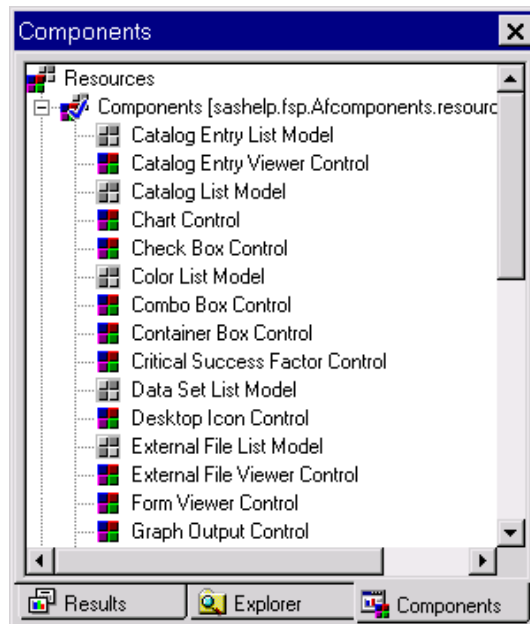 Components
Resources
Components [sashelp.fsp.Afcomponents.resourc
Catalog Entry List Model
Catalog Entry Viewer Control
Catalog List Model
Chart Control
Check Box Control
Color List Model
Combo Box Control
Container Box Control
Critical Success Factor Control
Data Set List Model
Desktop Icon Control
External File List Model
External File Viewer Control
Form Viewer Control
Graph Output Control
Results Explorer Components